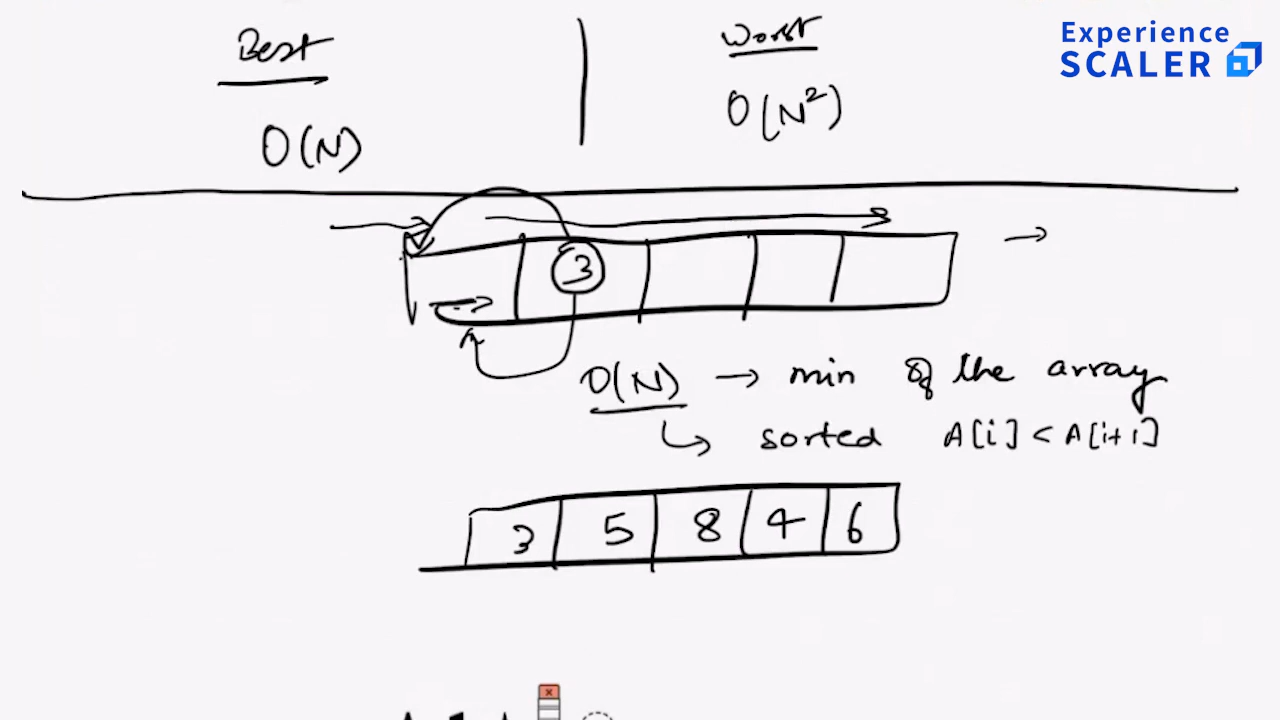 Experience
SCALER
Best
Worst
O(N)
O(N²)
3
O(N) → min of the array
↳ sorted A[i] < A[i+1]
3 5 8 4 6